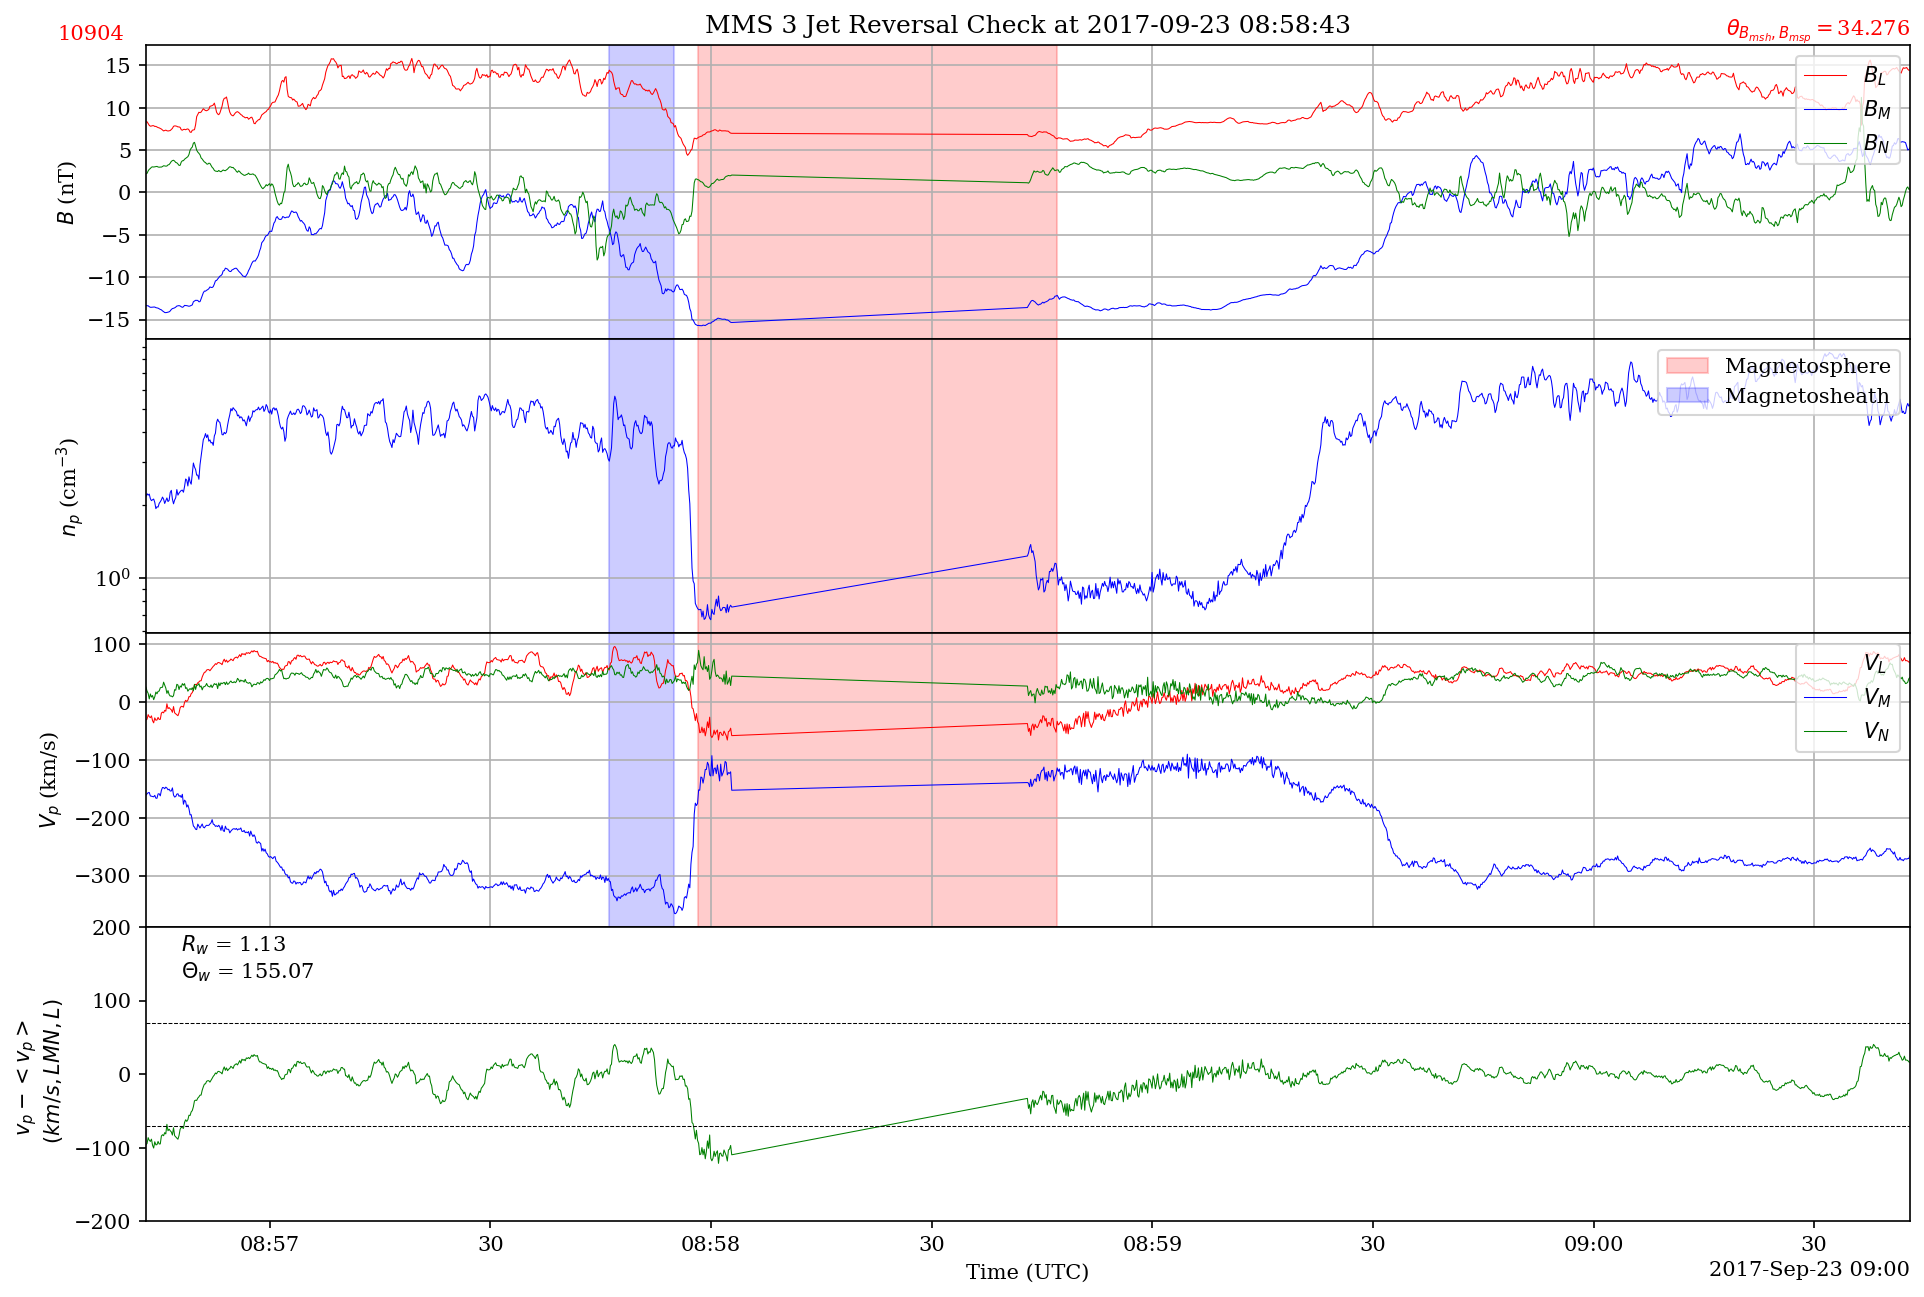 MMS 3 Jet Reversal Check at 2017-09-23 08:58:43
10904
θ_{B_{msh}, B_{msp}} = 34.276
15
10
5
0
−5
−10
−15
B (nT)
B_L
B_M
B_N
10^0
n_p (cm^{−3})
Magnetosphere
Magnetosheath
100
0
−100
−200
−300
V_p (km/s)
V_L
V_M
V_N
200
100
0
−100
−200
v_p − < v_p >
(km/s, LMN, L)
R_w = 1.13
Θ_w = 155.07
08:57
30
08:58
30
08:59
30
09:00
30
Time (UTC)
2017-Sep-23 09:00